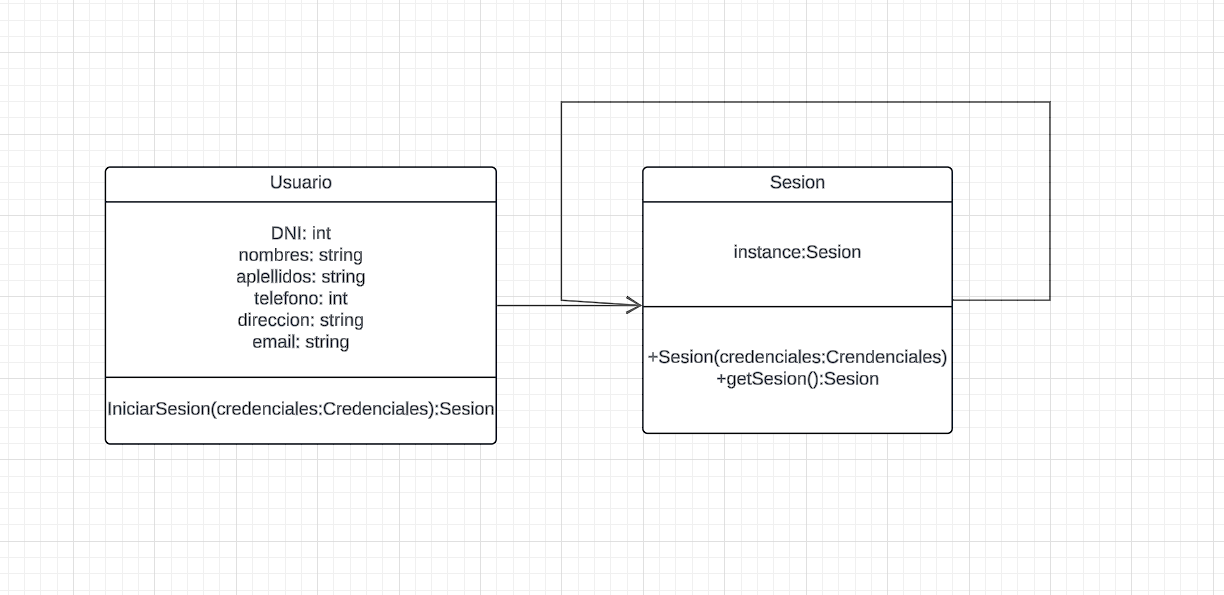 Usuario
DNI: int
nombres: string
aplellidos: string
telefono: int
direccion: string
email: string
IniciarSesion(credenciales:Credenciales):Sesion
Sesion
instance:Sesion
+Sesion(credenciales:Crendenciales)
+getSesion():Sesion